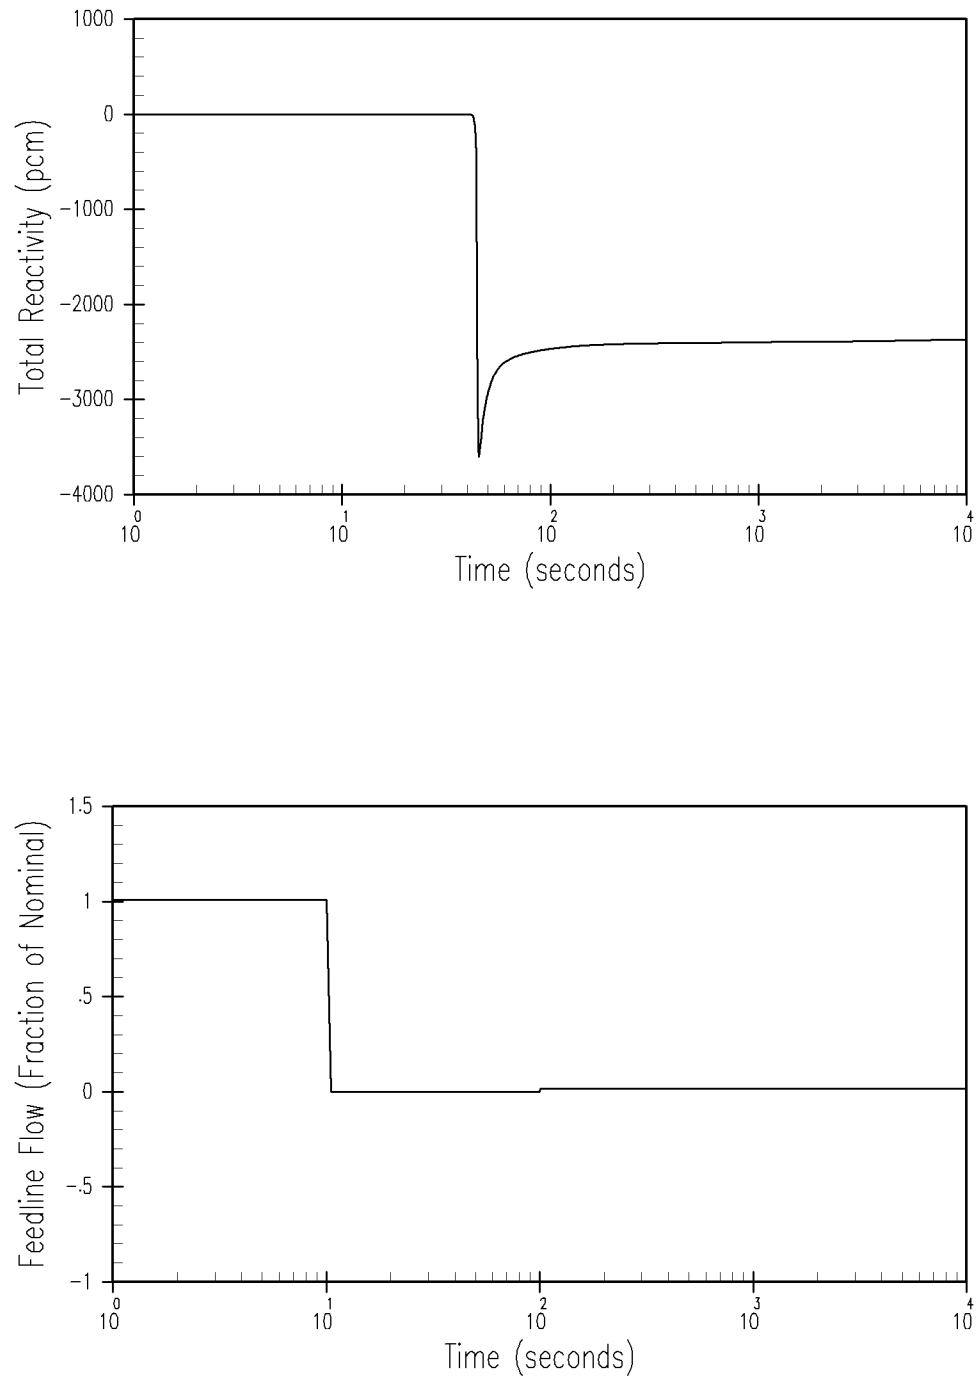 1000
0
-1000
-2000
-3000
-4000
Total Reactivity (pcm)
10^0 10^1 10^2 10^3 10^4
Time (seconds)
1.5
1
.5
0
-.5
-1
Feedline Flow (Fraction of Nominal)
10^0 10^1 10^2 10^3 10^4
Time (seconds)